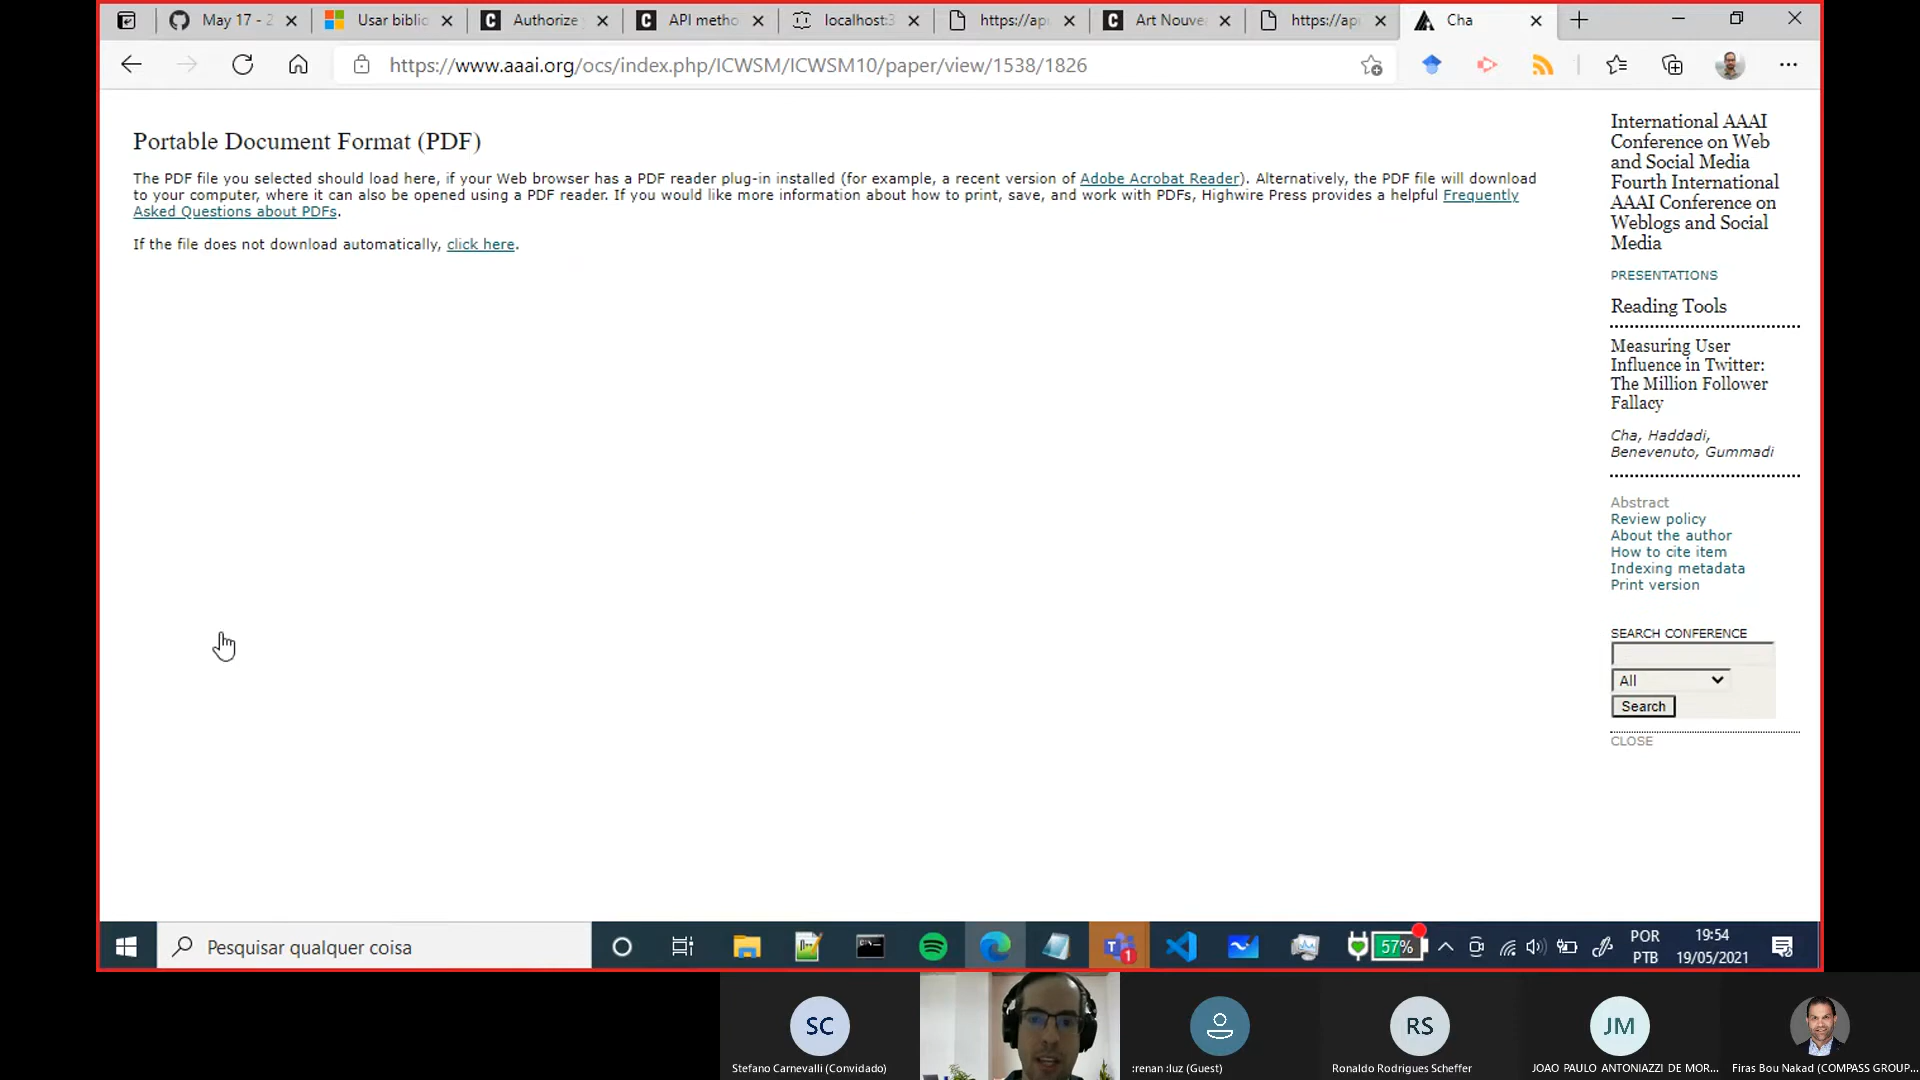 May 17 - 2
Usar biblio
Authorize
API metho
localhost:3
https://ap
Art Nouve
https://ap
Cha
https://www.aaai.org/ocs/index.php/ICWSM/ICWSM10/paper/view/1538/1826
Portable Document Format (PDF)
The PDF file you selected should load here, if your Web browser has a PDF reader plug-in installed (for example, a recent version of Adobe Acrobat Reader). Alternatively, the PDF file will download
to your computer, where it can also be opened using a PDF reader. If you would like more information about how to print, save, and work with PDFs, Highwire Press provides a helpful Frequently
Asked Questions about PDFs.
If the file does not download automatically, click here.
International AAAI
Conference on Web
and Social Media
Fourth International
AAAI Conference on
Weblogs and Social
Media
PRESENTATIONS
Reading Tools
Measuring User
Influence in Twitter:
The Million Follower
Fallacy
Cha, Haddadi,
Benevenuto, Gummadi
Abstract
Review policy
About the author
How to cite item
Indexing metadata
Print version
SEARCH CONFERENCE
All
Search
CLOSE
Pesquisar qualquer coisa
1
57%
POR
PTB
19:54
19/05/2021
SC
RS
JM
Stefano Carnevalli (Convidado)
:renan :luz (Guest)
Ronaldo Rodrigues Scheffer
JOAO PAULO ANTONIAZZI DE MOR...
Firas Bou Nakad (COMPASS GROUP...